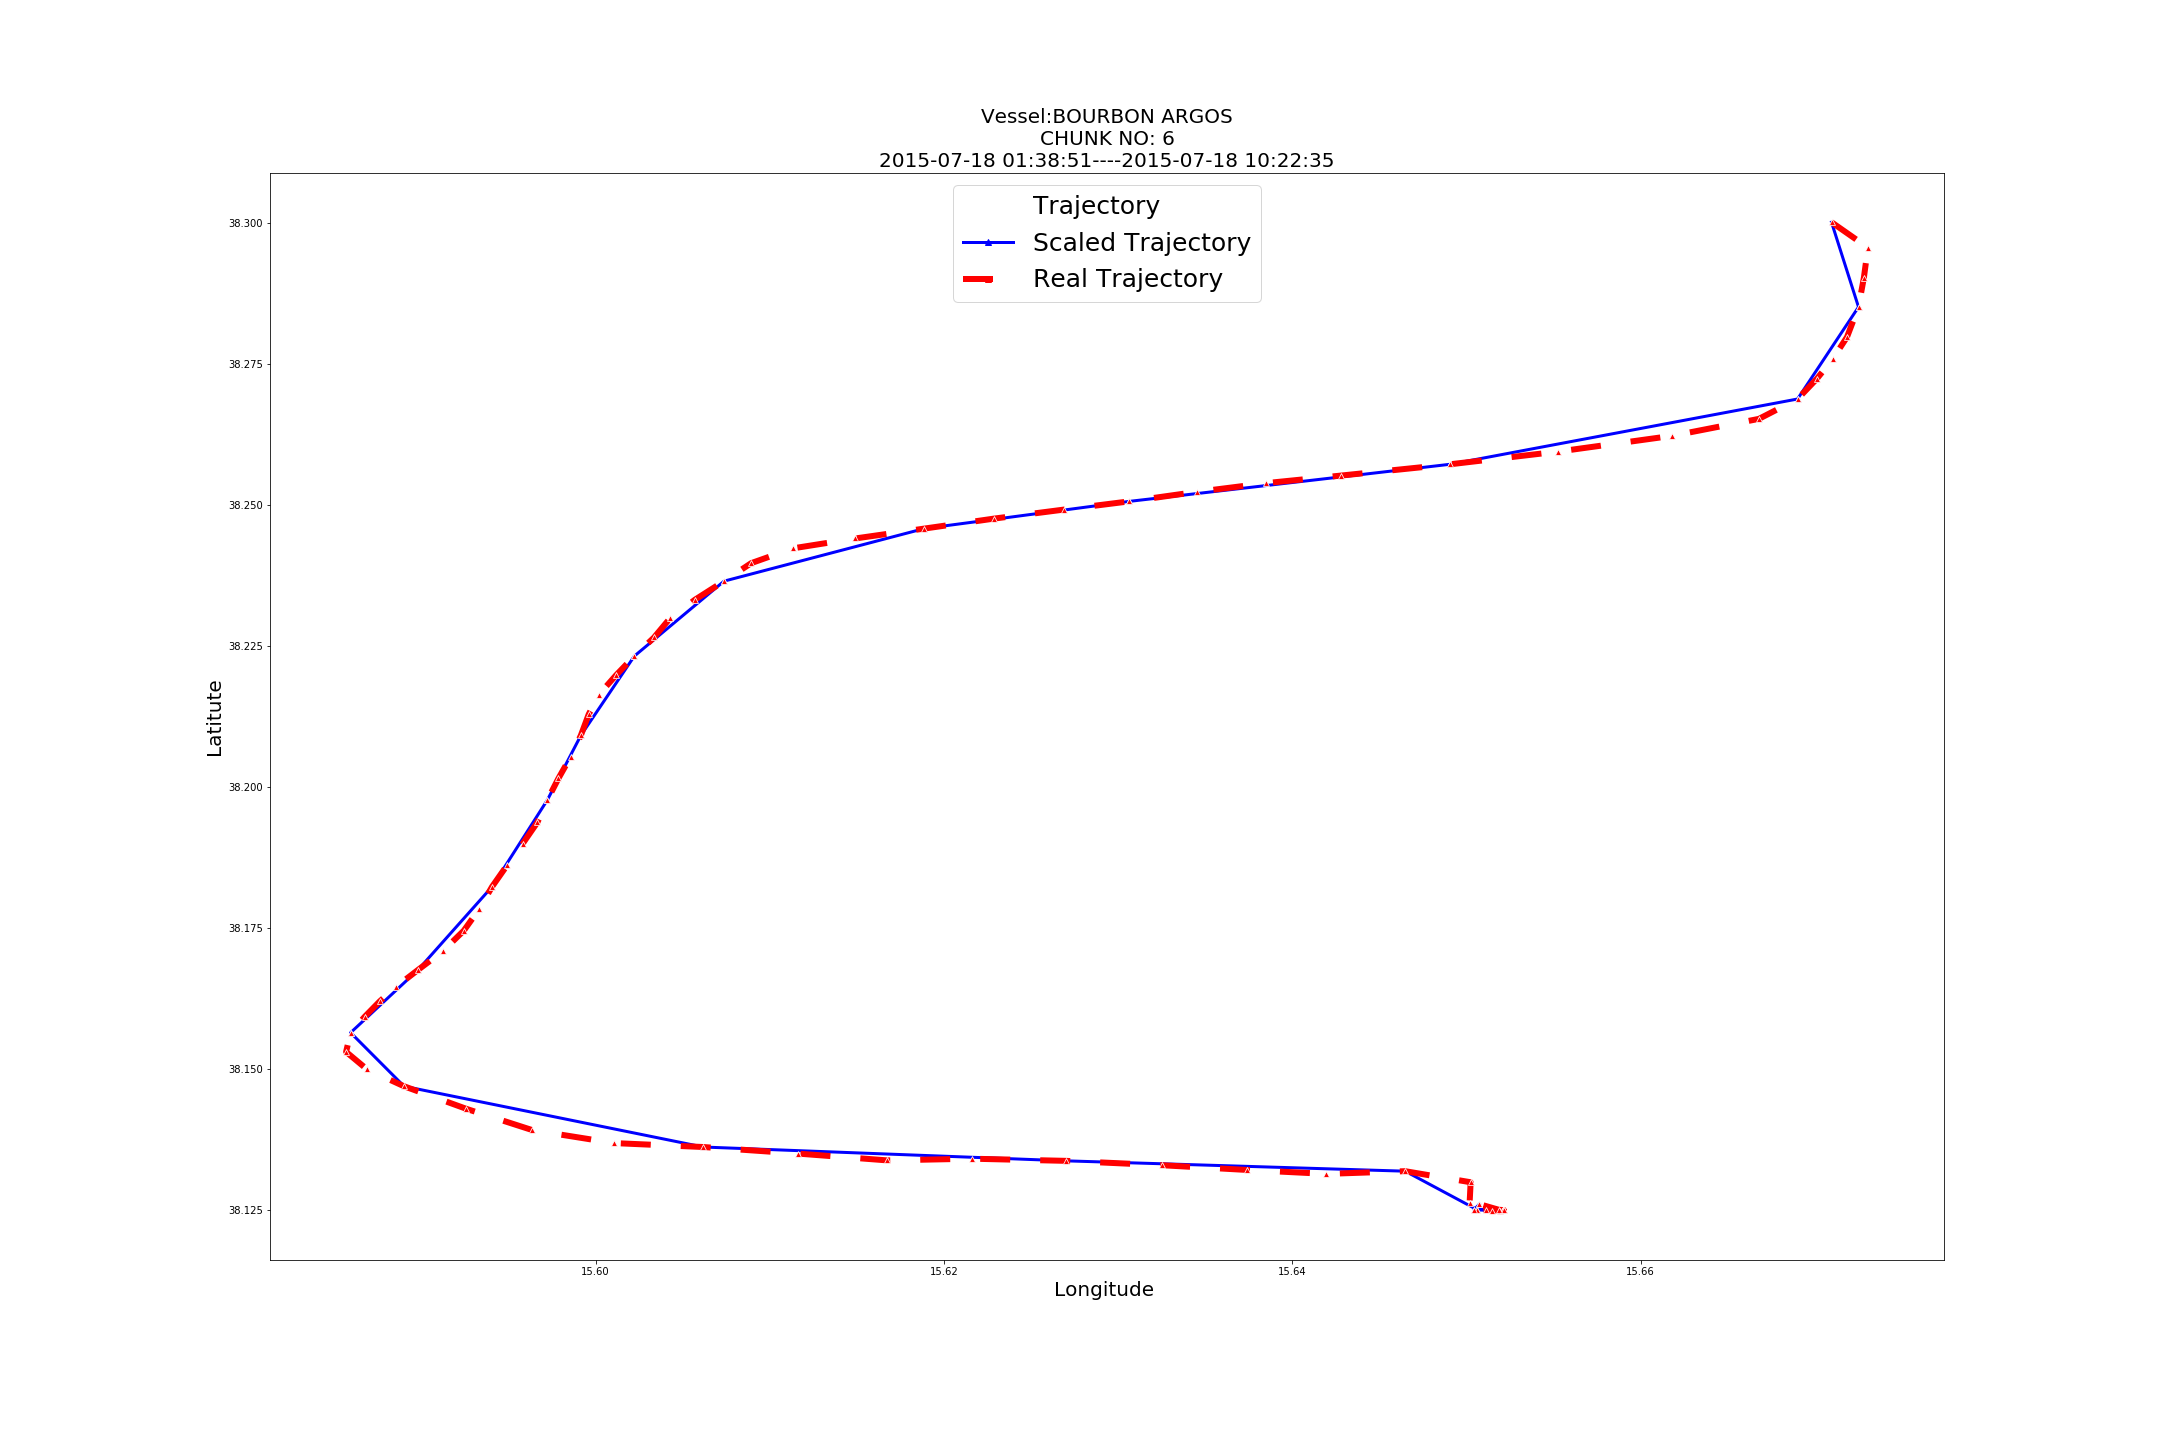 Vessel:BOURBON ARGOS
CHUNK NO: 6
2015-07-18 01:38:51----2015-07-18 10:22:35
Trajectory
Scaled Trajectory
Real Trajectory
38.300
38.275
38.250
38.225
38.200
38.175
38.150
38.125
Latitute
15.60 15.62 15.64 15.66
Longitude